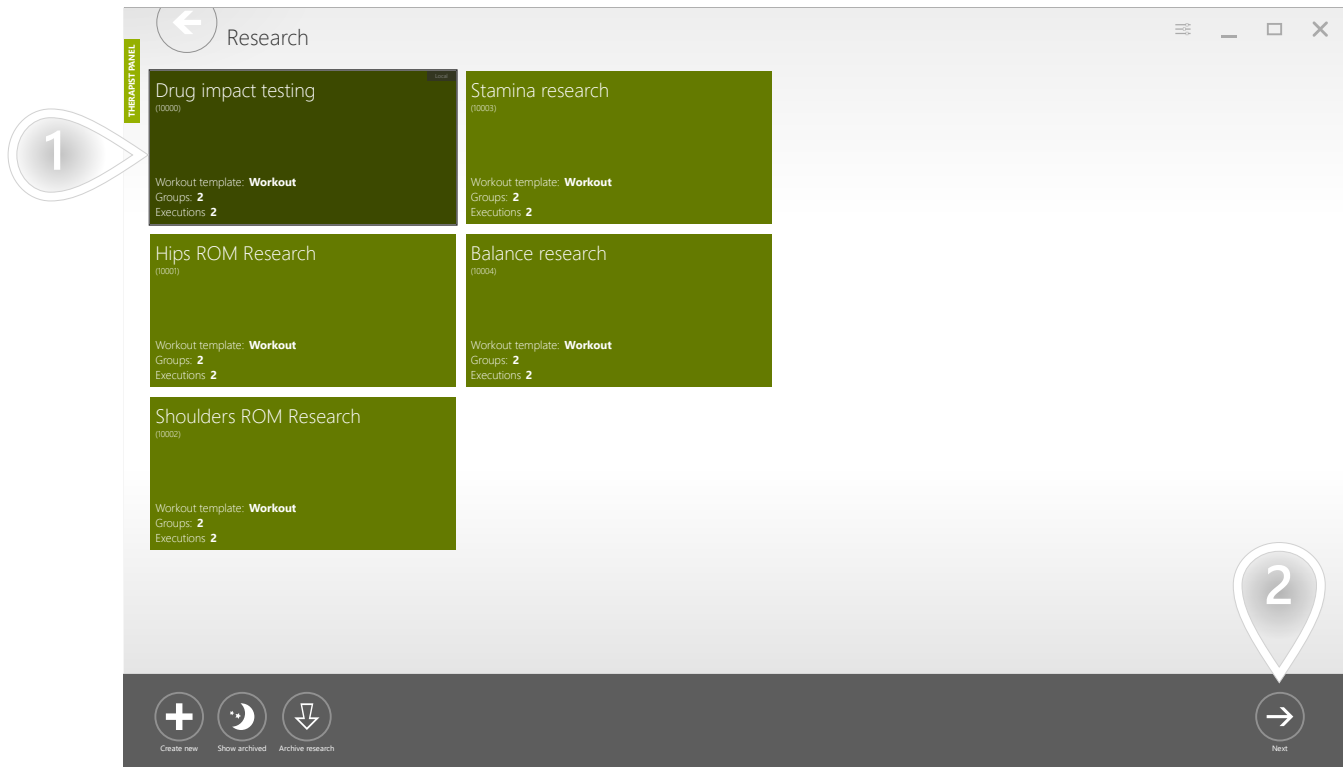 Research
THERAPIST PANEL
1
Local
Drug impact testing
(10000)
Workout template: Workout
Groups: 2
Executions 2
Stamina research
(10003)
Workout template: Workout
Groups: 2
Executions 2
Hips ROM Research
(10001)
Workout template: Workout
Groups: 2
Executions 2
Balance research
(10004)
Workout template: Workout
Groups: 2
Executions 2
Shoulders ROM Research
(10002)
Workout template: Workout
Groups: 2
Executions 2
2
Create new
Show archived
Archive research
Next